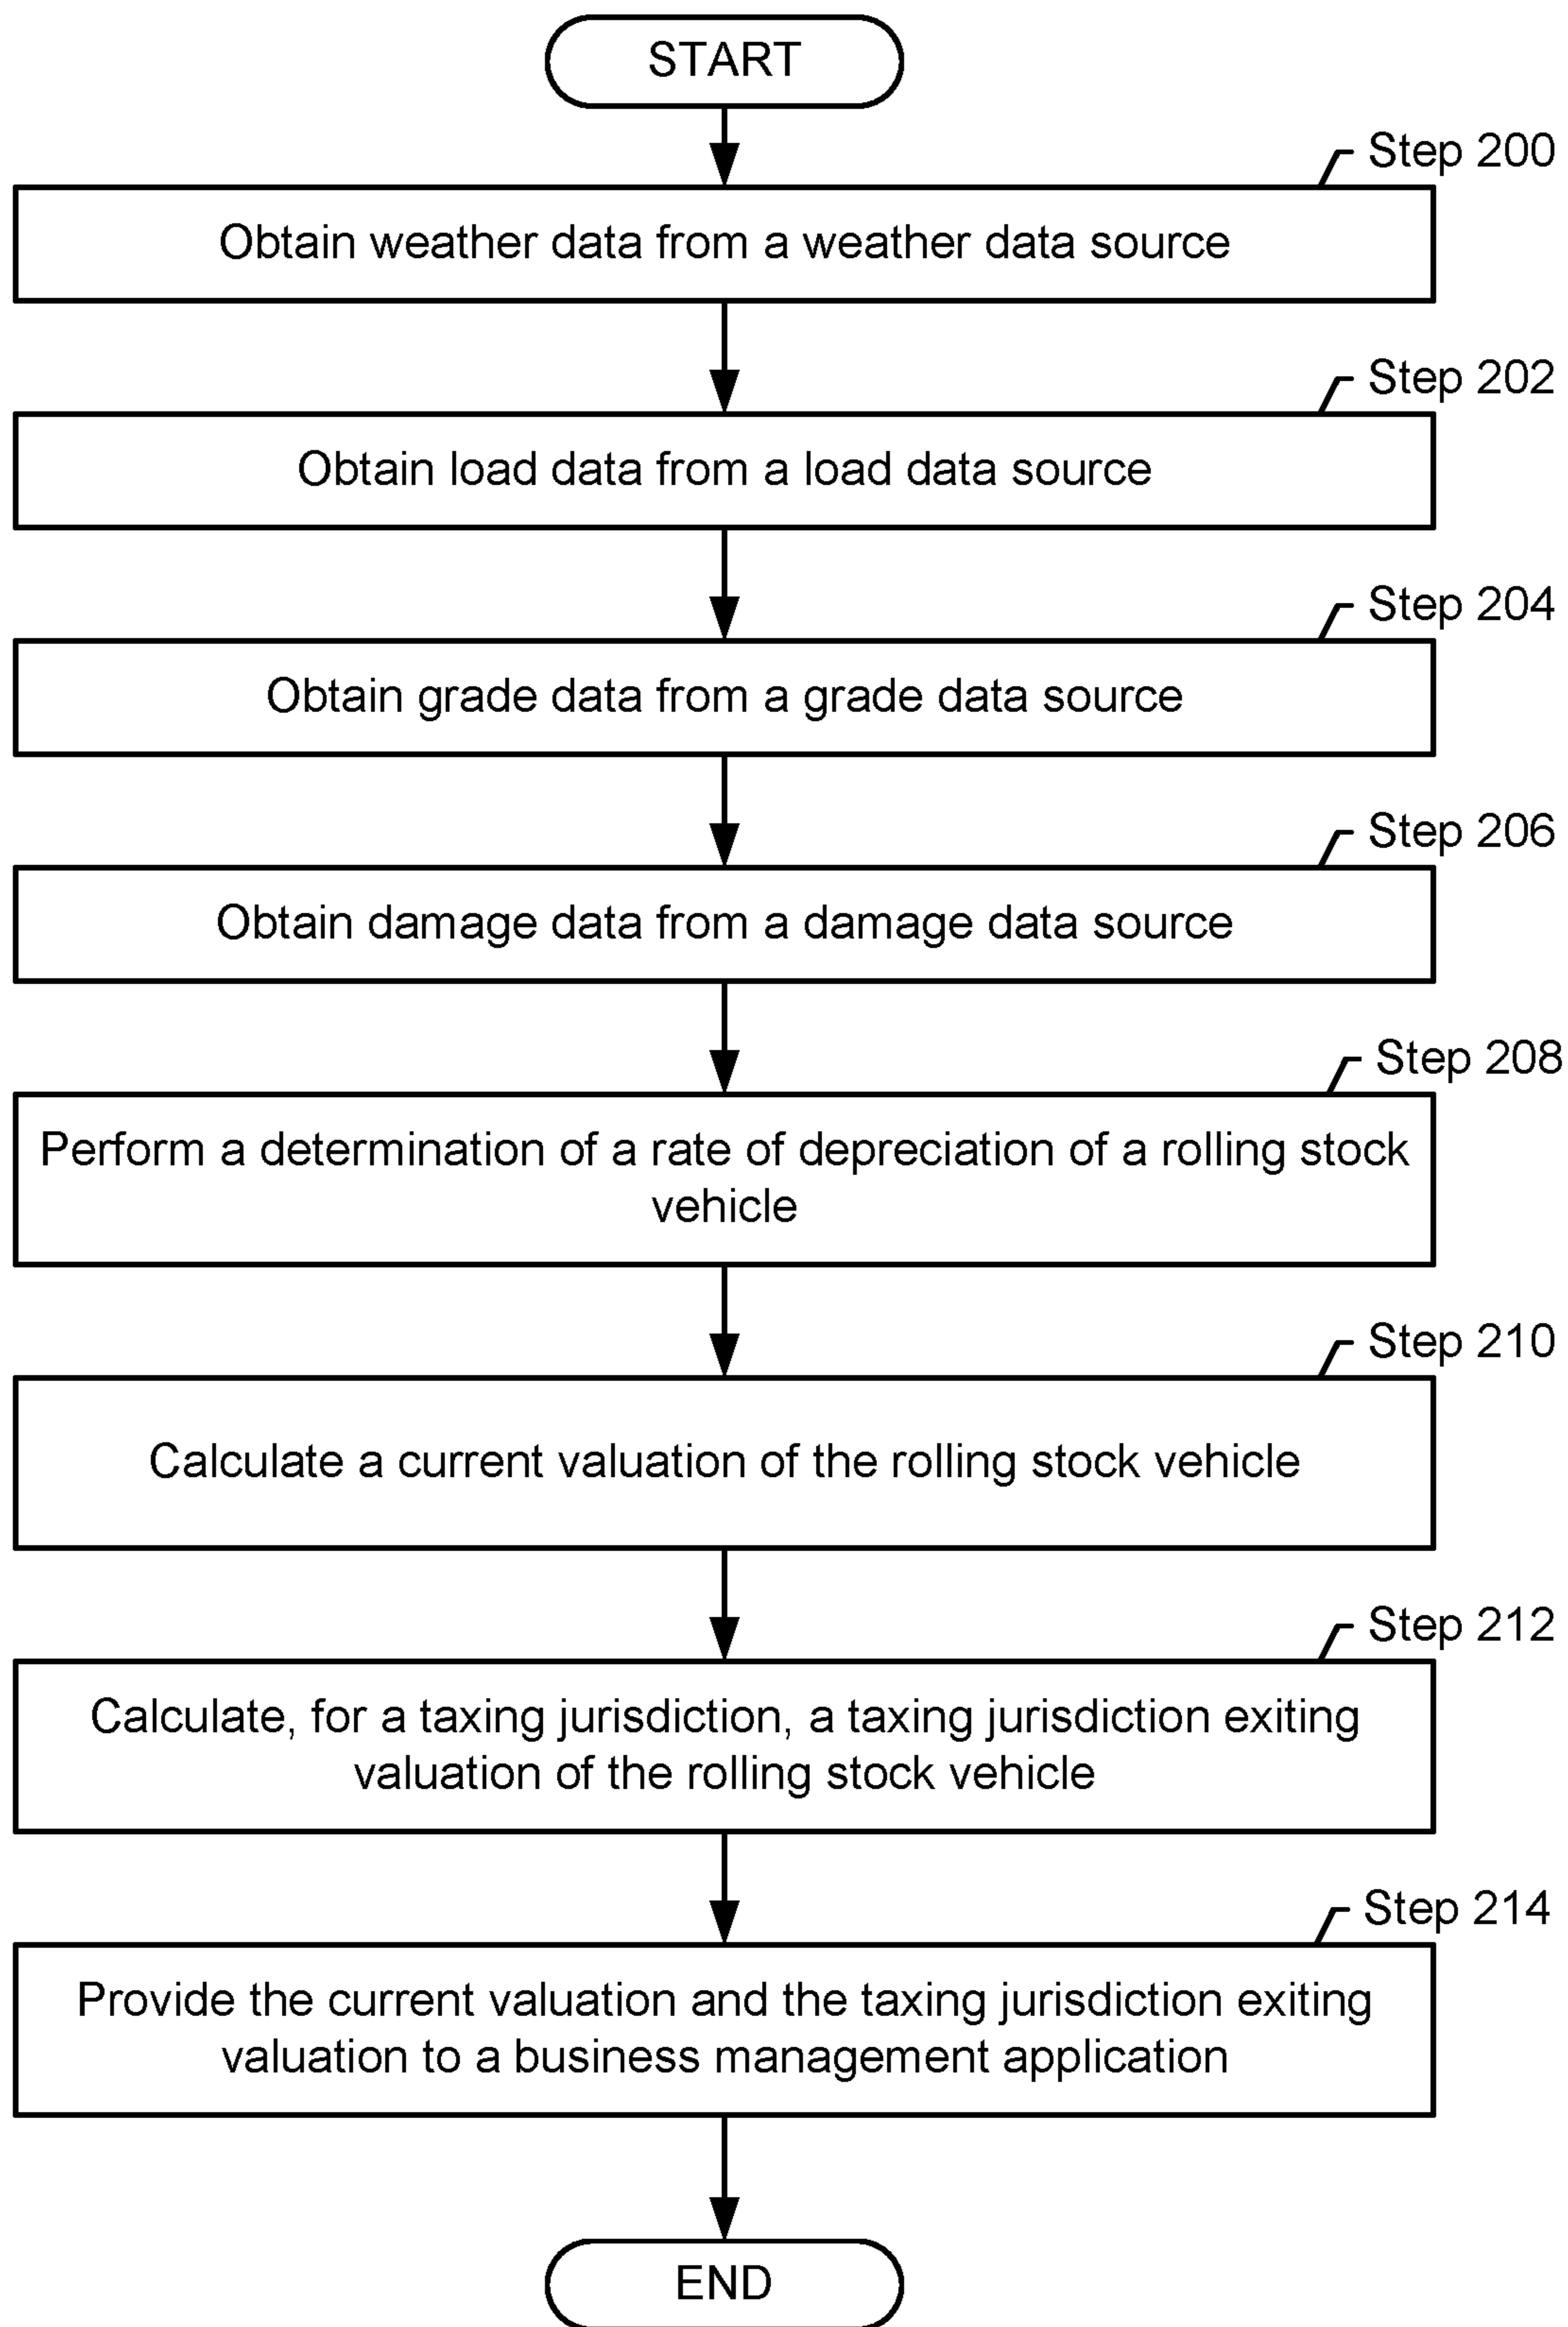 START
Step 200
Obtain weather data from a weather data source
Step 202
Obtain load data from a load data source
Step 204
Obtain grade data from a grade data source
Step 206
Obtain damage data from a damage data source
Step 208
Perform a determination of a rate of depreciation of a rolling stock
vehicle
Step 210
Calculate a current valuation of the rolling stock vehicle
Step 212
Calculate, for a taxing jurisdiction, a taxing jurisdiction exiting
valuation of the rolling stock vehicle
Step 214
Provide the current valuation and the taxing jurisdiction exiting
valuation to a business management application
END